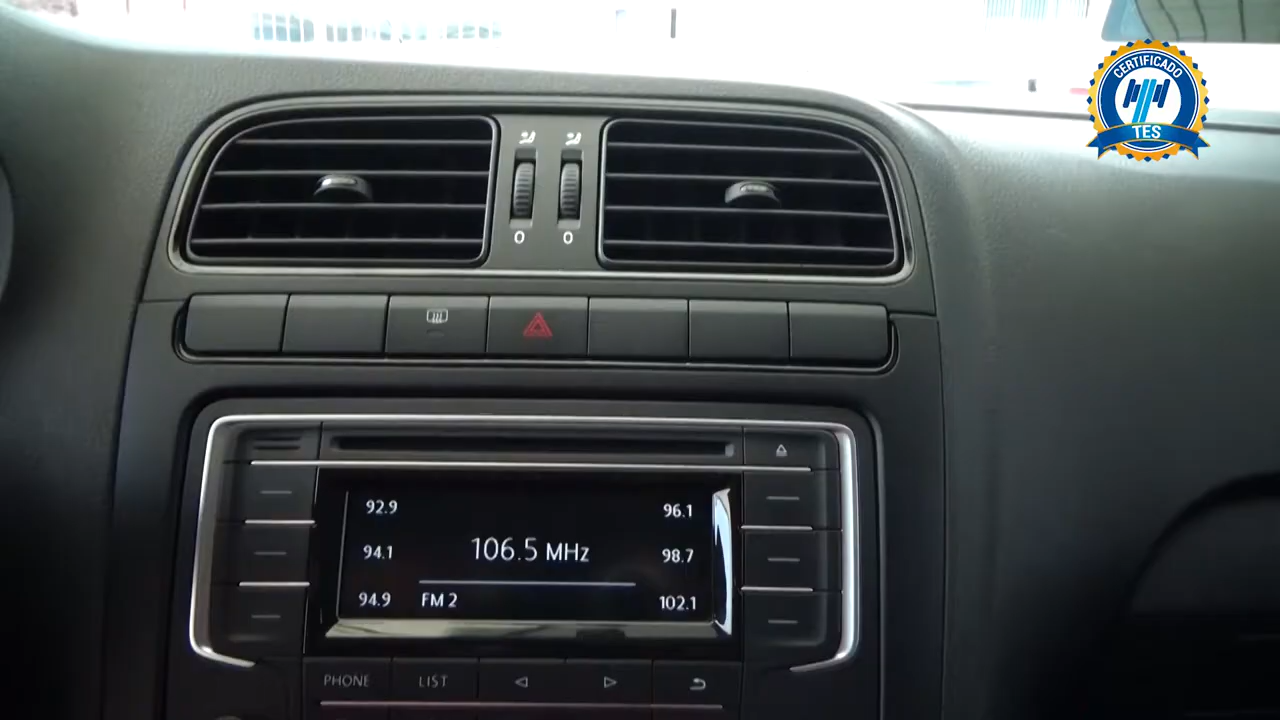 CERTIFICADO
TES
0 0
92.9
96.1
106.5 MHz
94.1
98.7
94.9
FM 2
102.1
PHONE
LIST